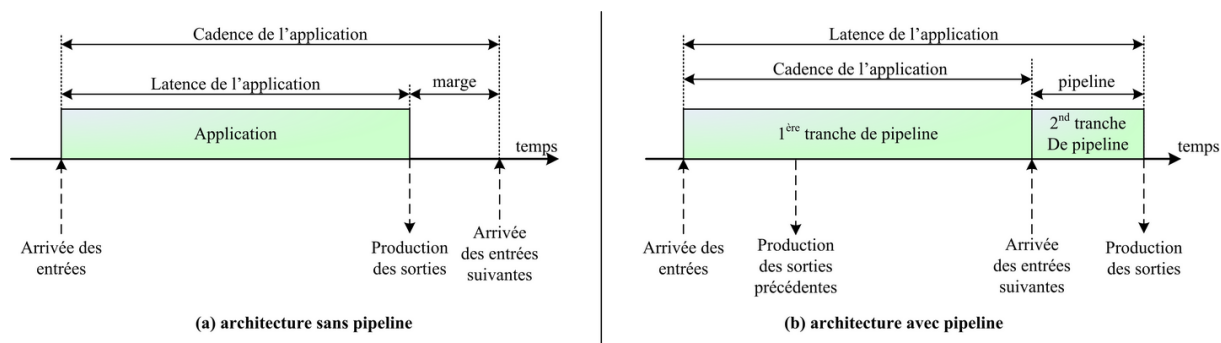 Cadence de l'application
Latence de l'application
marge
Application
temps
Arrivée des
entrées
Production
des sorties
Arrivée
des entrées
suivantes
(a) architecture sans pipeline
Latence de l'application
Cadence de l'application
pipeline
1ère tranche de pipeline
2nd tranche
De pipeline
temps
Arrivée des
entrées
Production
des sorties
précédentes
Arrivée
des entrées
suivantes
Production
des sorties
(b) architecture avec pipeline